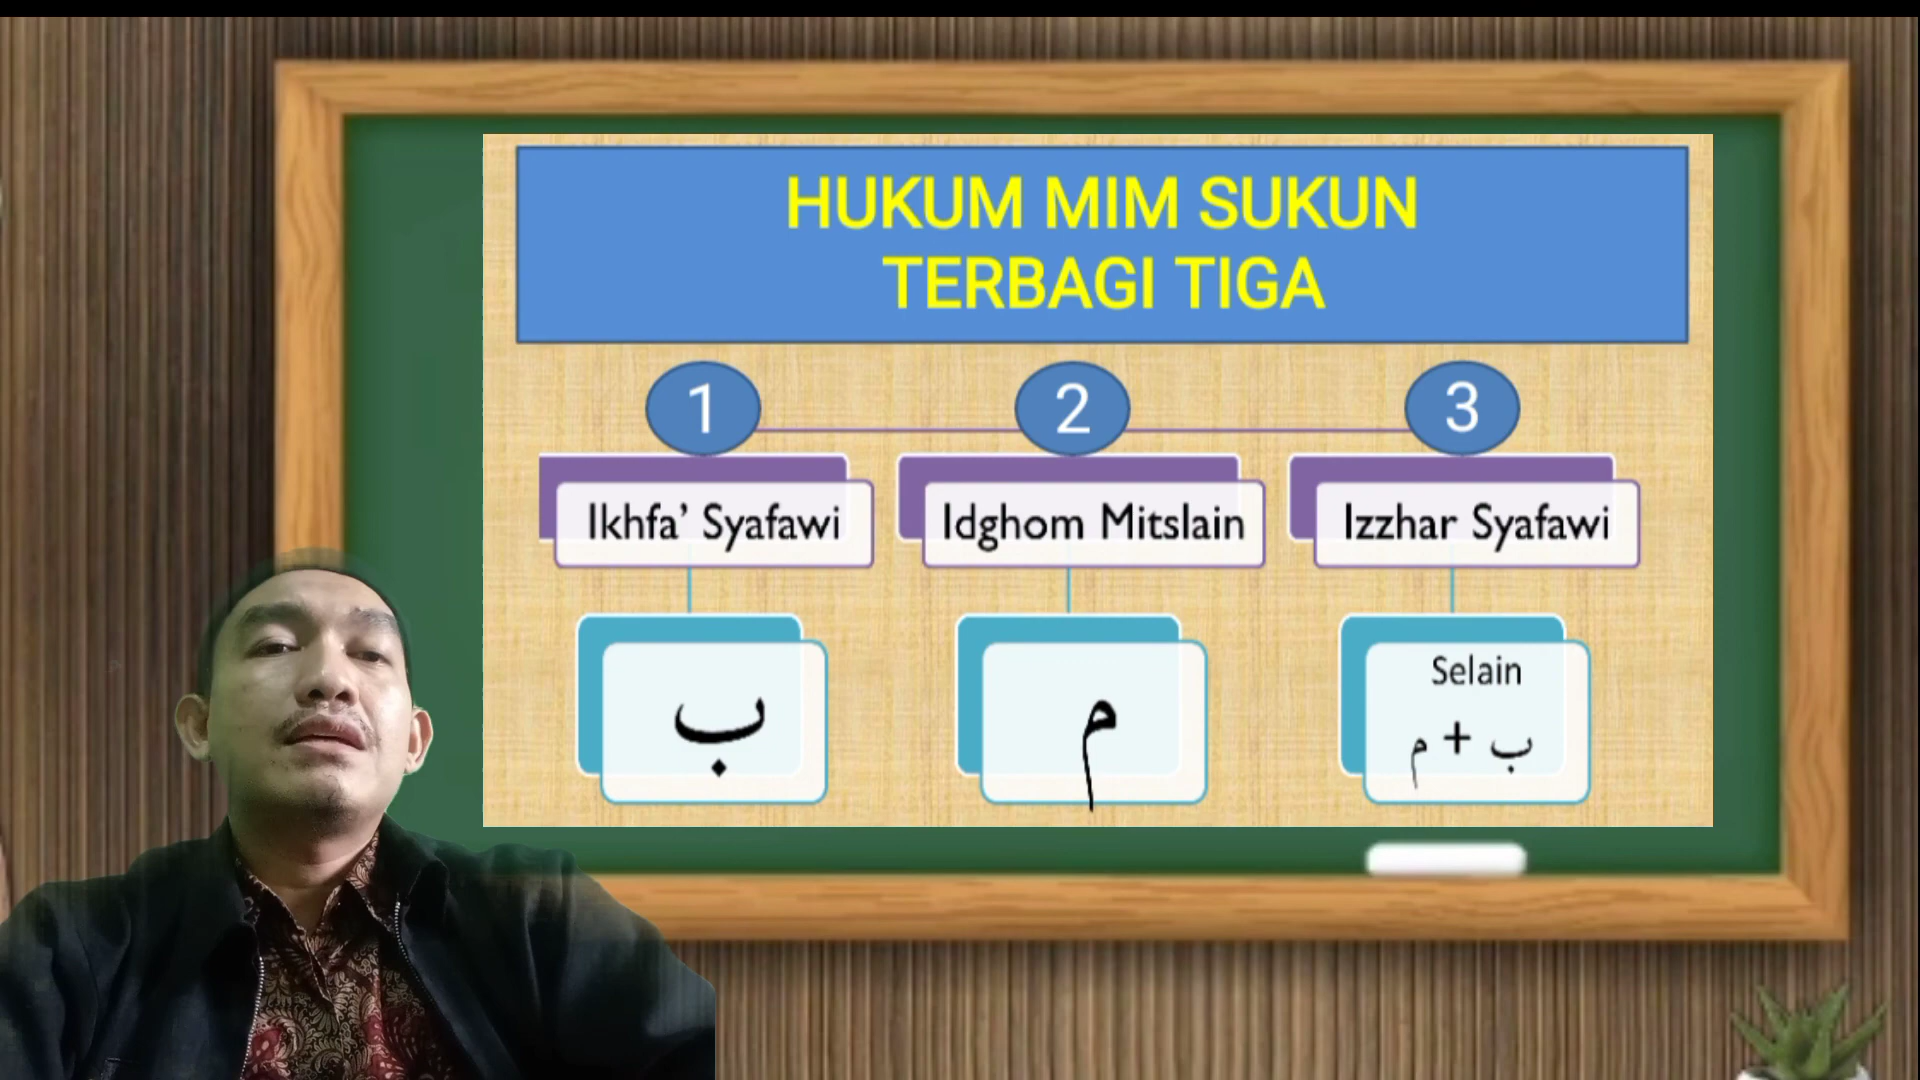 HUKUM MIM SUKUN
TERBAGI TIGA
1
2
3
Ikhfa’ Syafawi
Idghom Mitslain
Izzhar Syafawi
ب
م
Selain
ب + م